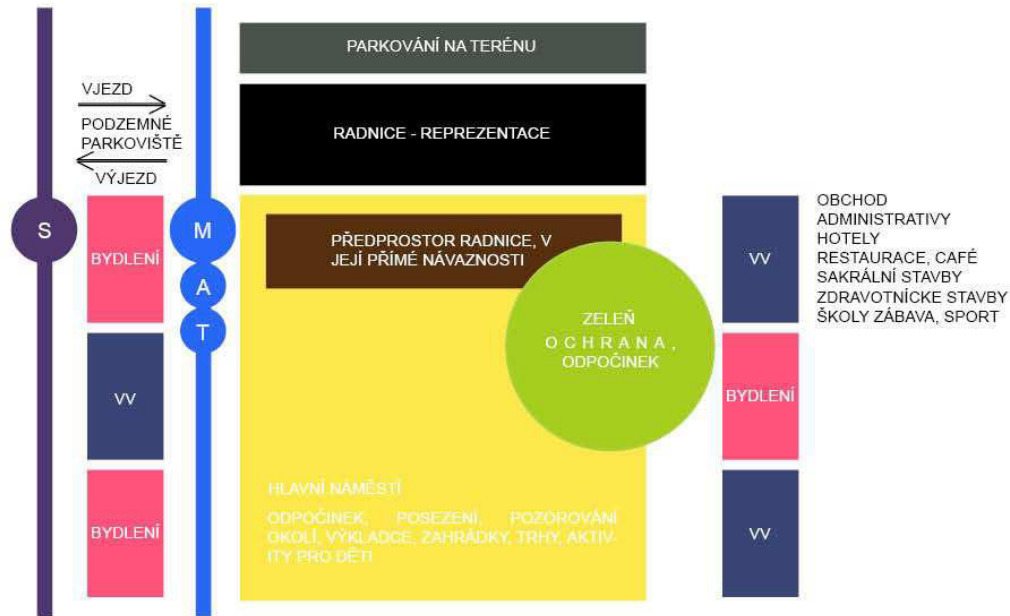 PARKOVÁNÍ NA TERÉNU
VJEZD
PODZEMNÉ
PARKOVIŠTĚ
VÝJEZD
RADNICE - REPREZENTACE
S
BYDLENÍ
M
A
T
PŘEDPROSTOR RADNICE, V
JEJÍ PŘÍMÉ NÁVAZNOSTI
VV
OBCHOD
ADMINISTRATIVY
HOTELY
RESTAURACE, CAFÉ
SAKRÁLNÍ STAVBY
ZDRAVOTNÍCKE STAVBY
ŠKOLY ZÁBAVA, SPORT
ZELEŇ
OCHRANA,
ODPOČINEK
VV
BYDLENÍ
HLAVNÍ NÁMĚSTÍ
ODPOČINEK, POSEZENÍ, POZOROVÁNÍ
OKOLÍ, VÝKLADCE, ZAHRÁDKY, TRHY, AKTIV-
ITY PRO DĚTI
BYDLENÍ
VV